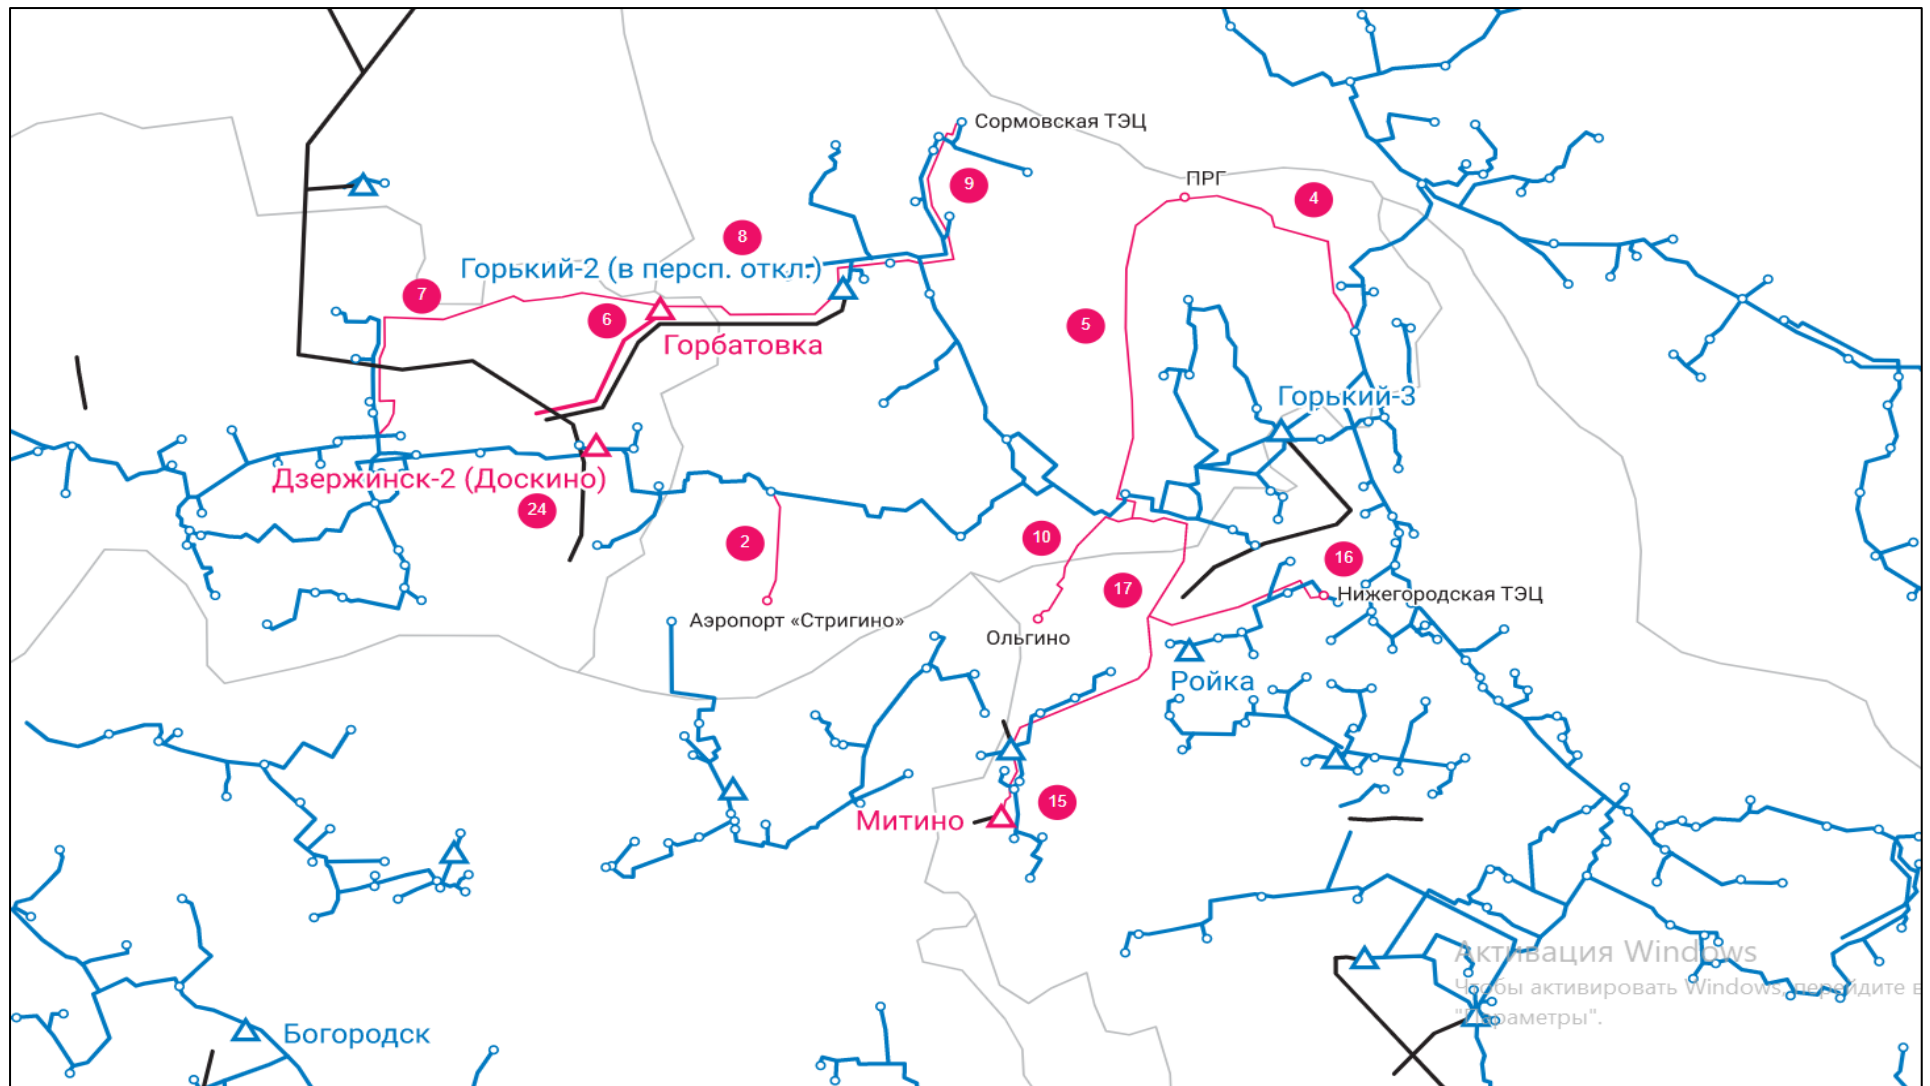 Сормовская ТЭЦ
9
ПРГ
4
8
Горький-2 (в персп. откл.)
7
6
5
Горбатовка
Горький-3
Дзержинск-2 (Доскино)
24
2
10
16
17
Нижегородская ТЭЦ
Аэропорт «Стригино»
Ольгино
Ройка
15
Митино
Активация Windows
Чтобы активировать Windows, перейдите в
"Параметры".
Богородск